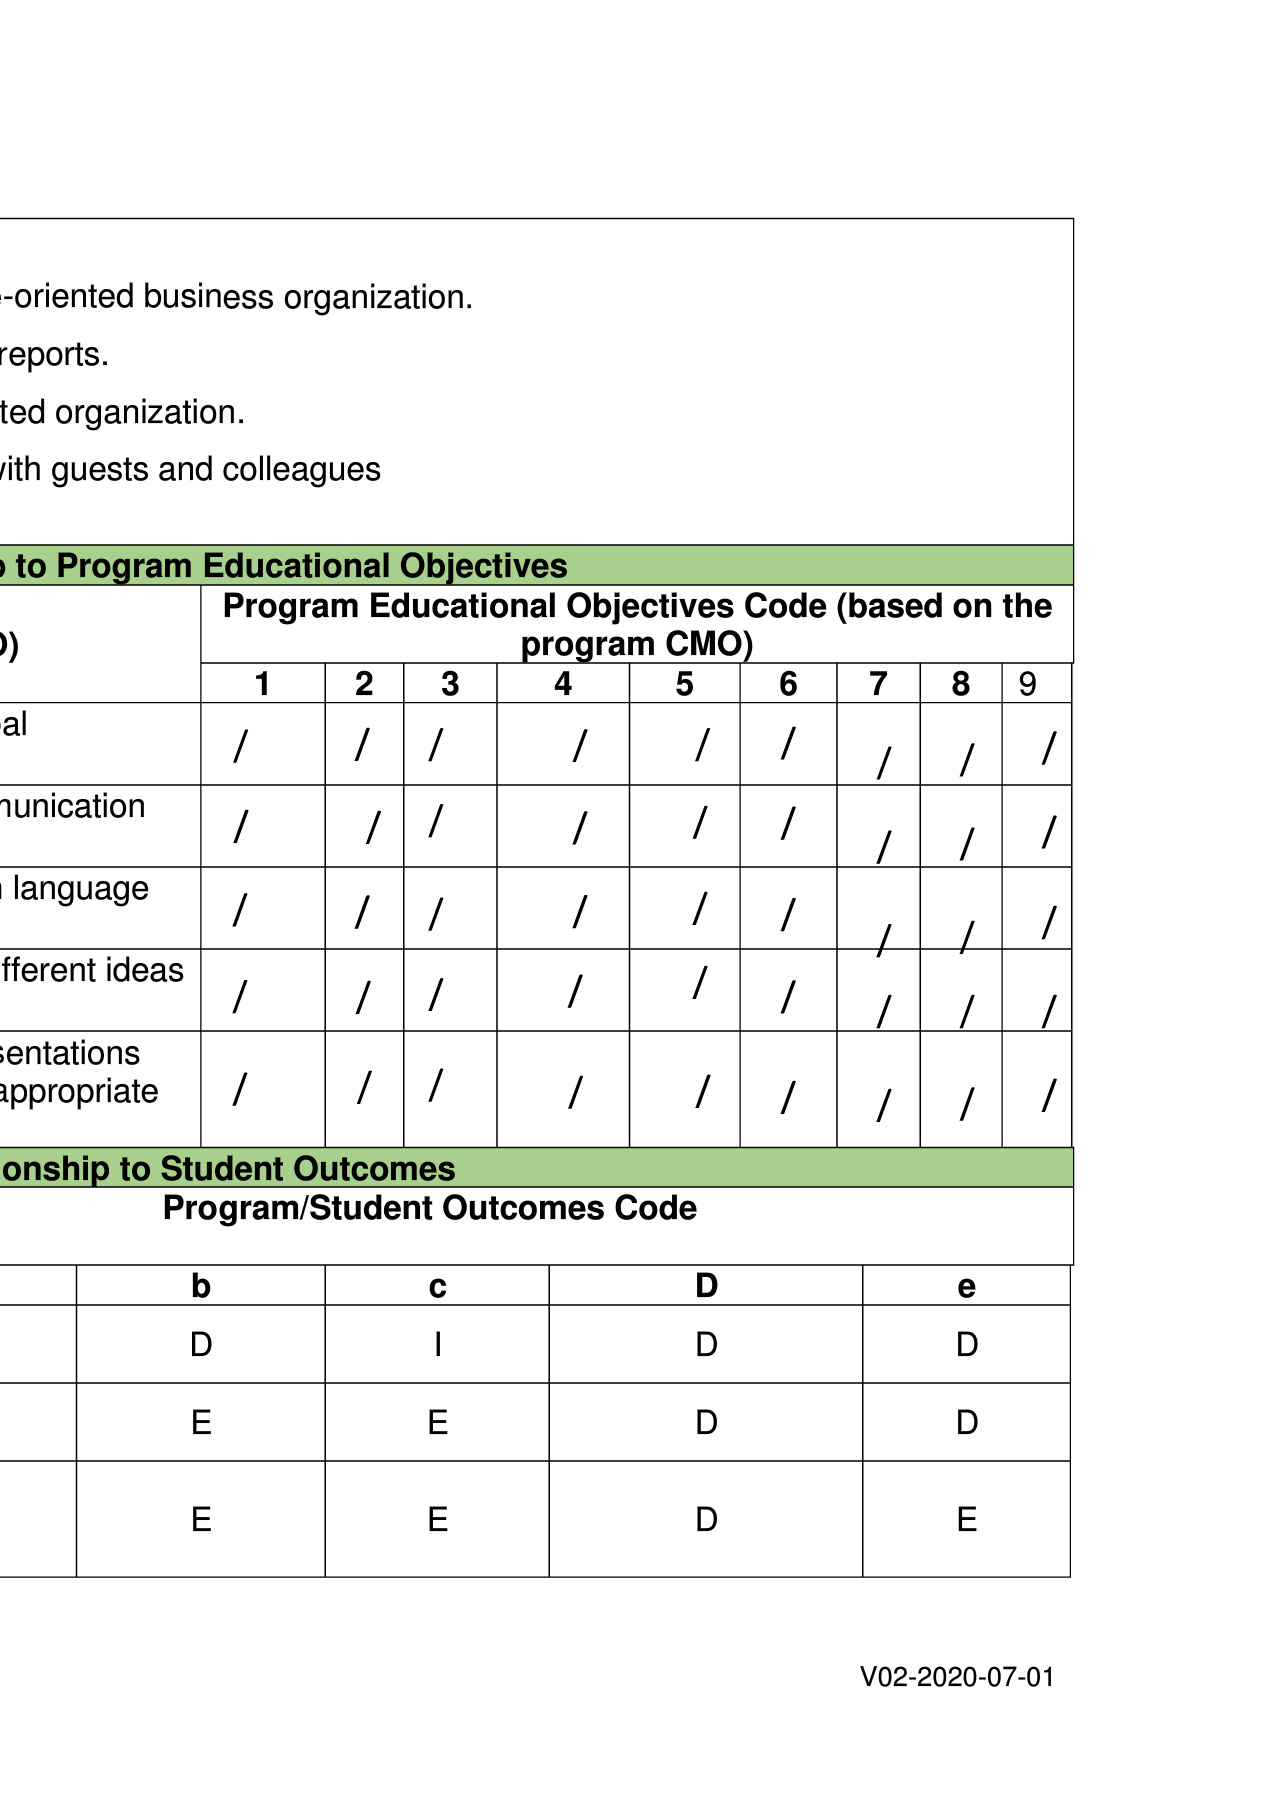 -oriented business organization.
reports.
ted organization.
with guests and colleagues
to Program Educational Objectives
Program Educational Objectives Code (based on the
program CMO)
O)
1 2 3 4 5 6 7 8 9
al
/ / / / / / / / /
munication
/ / / / / / / / /
language
/ / / / / / / / /
fferent ideas
/ / / / / / / / /
sentations
appropriate
/ / / / / / / / /
onship to Student Outcomes
Program/Student Outcomes Code
b c D e
D I D D
E E D D
E E D E
V02-2020-07-01